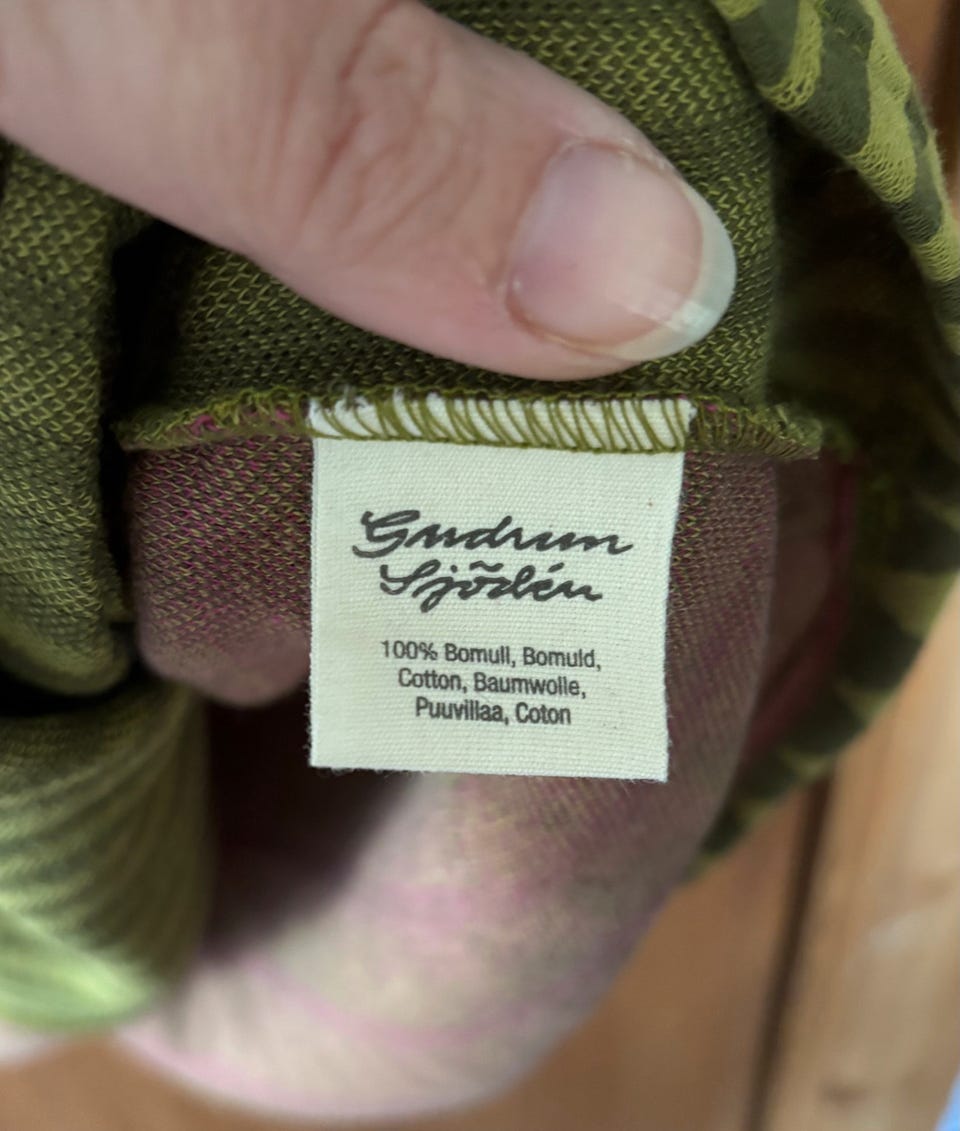 Gudrun
Sjödén
100% Bomull, Bomuld,
Cotton, Baumwolle,
Puuvillaa, Coton